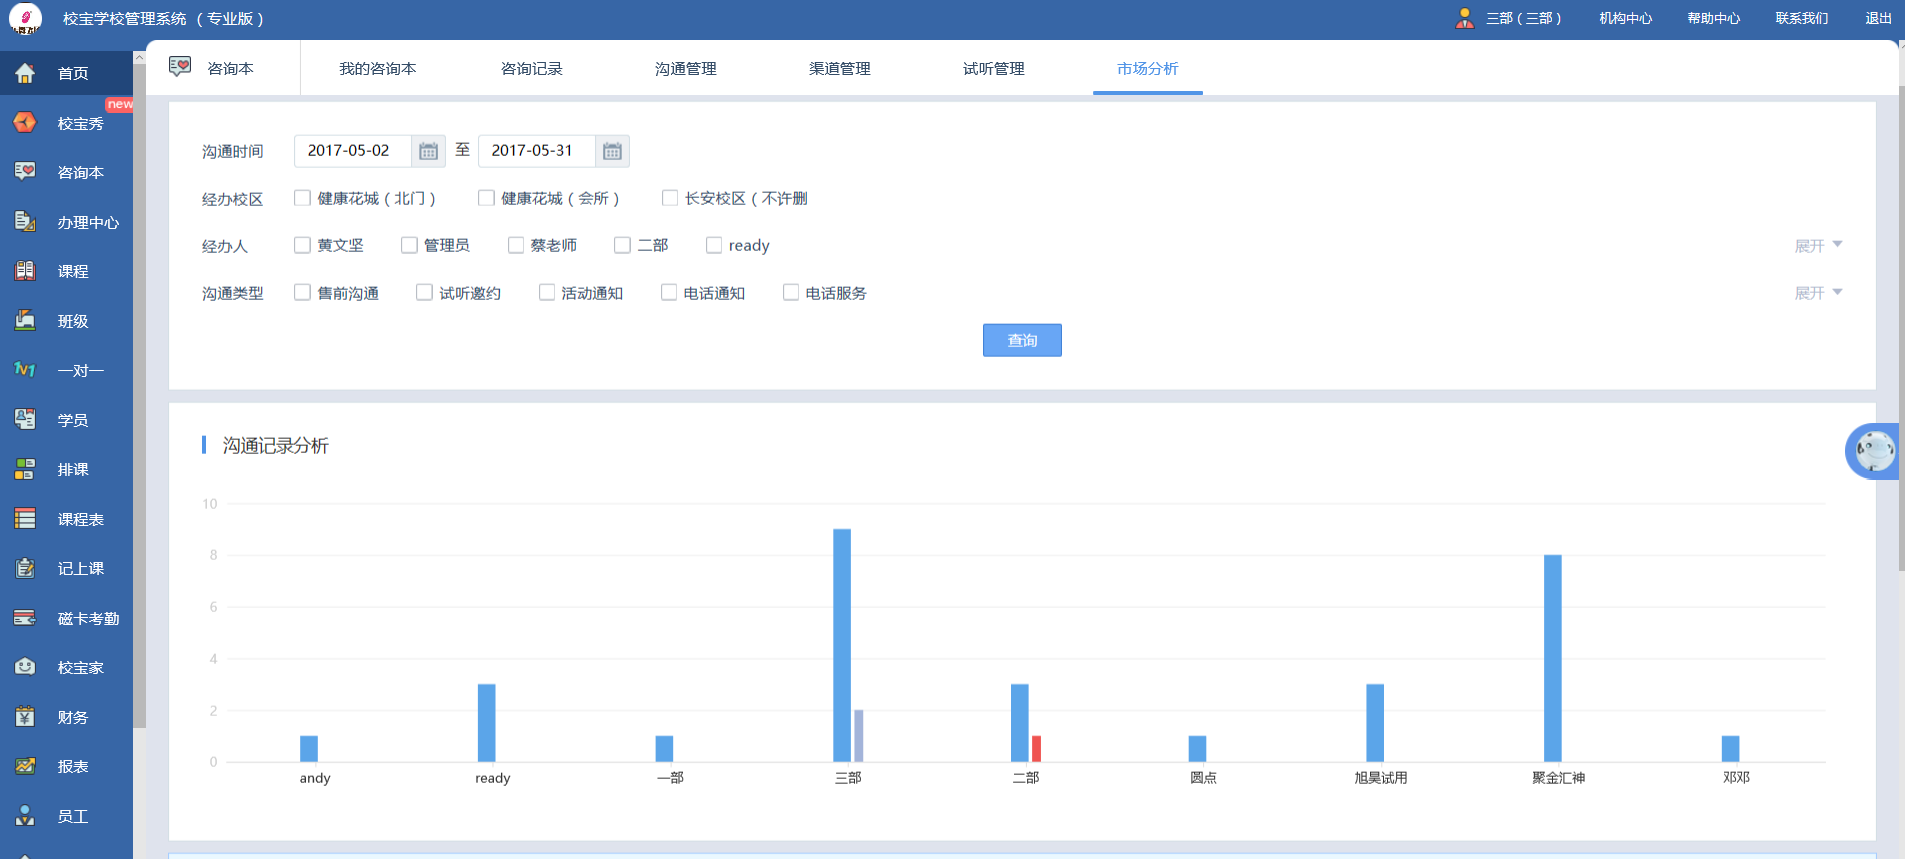 校宝学校管理系统 （专业版）
三部 ( 三部 )
机构中心
帮助中心
联系我们
退出
首页
new
校宝秀
咨询本
办理中心
课程
班级
一对一
学员
排课
课程表
记上课
磁卡考勤
校宝家
财务
报表
员工
咨询本
我的咨询本
咨询记录
沟通管理
渠道管理
试听管理
市场分析
沟通时间 2017-05-02 至 2017-05-31
经办校区 健康花城 ( 北门 ) 健康花城 ( 会所 ) 长安校区 ( 不许删
经办人 黄文坚 管理员 蔡老师 二部 ready 展开
沟通类型 售前沟通 试听邀约 活动通知 电话通知 电话服务 展开
查询
沟通记录分析
10
8
6
4
2
0
andy ready 一部 三部 二部 圆点 旭昊试用 聚金汇神 邓邓